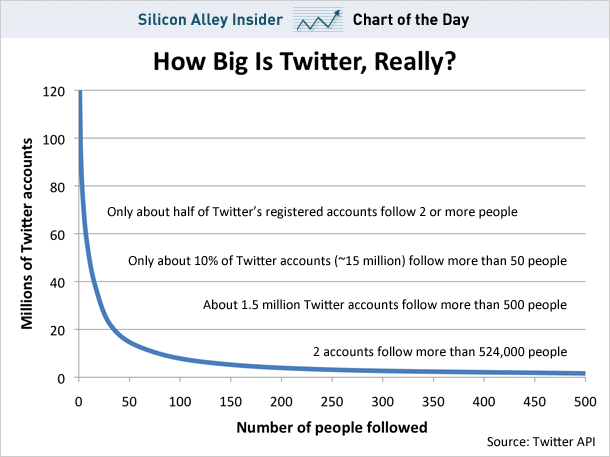 Silicon Alley Insider Chart of the Day
How Big Is Twitter, Really?
Millions of Twitter accounts
120
100
80
60
40
20
0
Only about half of Twitter's registered accounts follow 2 or more people
Only about 10% of Twitter accounts (~15 million) follow more than 50 people
About 1.5 million Twitter accounts follow more than 500 people
2 accounts follow more than 524,000 people
0 50 100 150 200 250 300 350 400 450 500
Number of people followed
Source: Twitter API